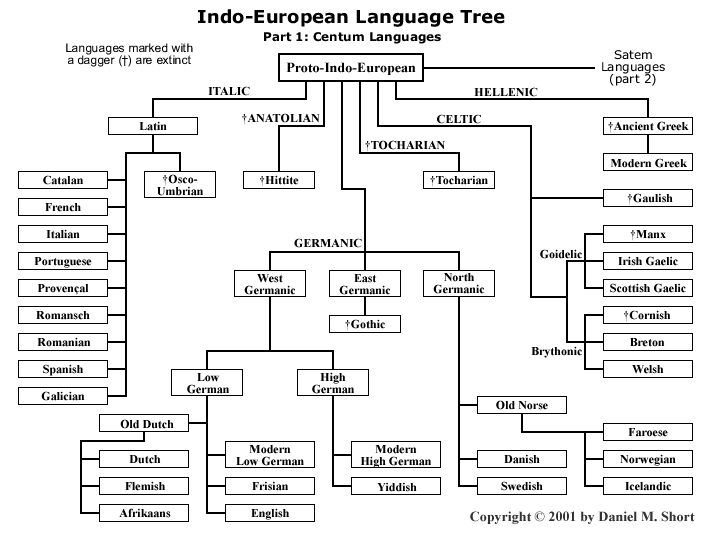 Indo-European Language Tree
Part 1: Centum Languages
Languages marked with
a dagger (†) are extinct
Proto-Indo-European
Satem
Languages
(part 2)
ITALIC
HELLENIC
†ANATOLIAN
CELTIC
Latin
†Ancient Greek
†TOCHARIAN
Modern Greek
Catalan
†Osco-
Umbrian
†Hittite
†Tocharian
†Gaulish
French
Italian
†Manx
GERMANIC
Goidelic
Portuguese
Irish Gaelic
West
Germanic
East
Germanic
North
Germanic
Provençal
Scottish Gaelic
Romansch
†Gothic
†Cornish
Romanian
Breton
Brythonic
Spanish
Welsh
Low
German
High
German
Galician
Old Norse
Old Dutch
Faroese
Dutch
Modern
Low German
Modern
High German
Danish
Norwegian
Flemish
Frisian
Yiddish
Swedish
Icelandic
Afrikaans
English
Copyright © 2001 by Daniel M. Short